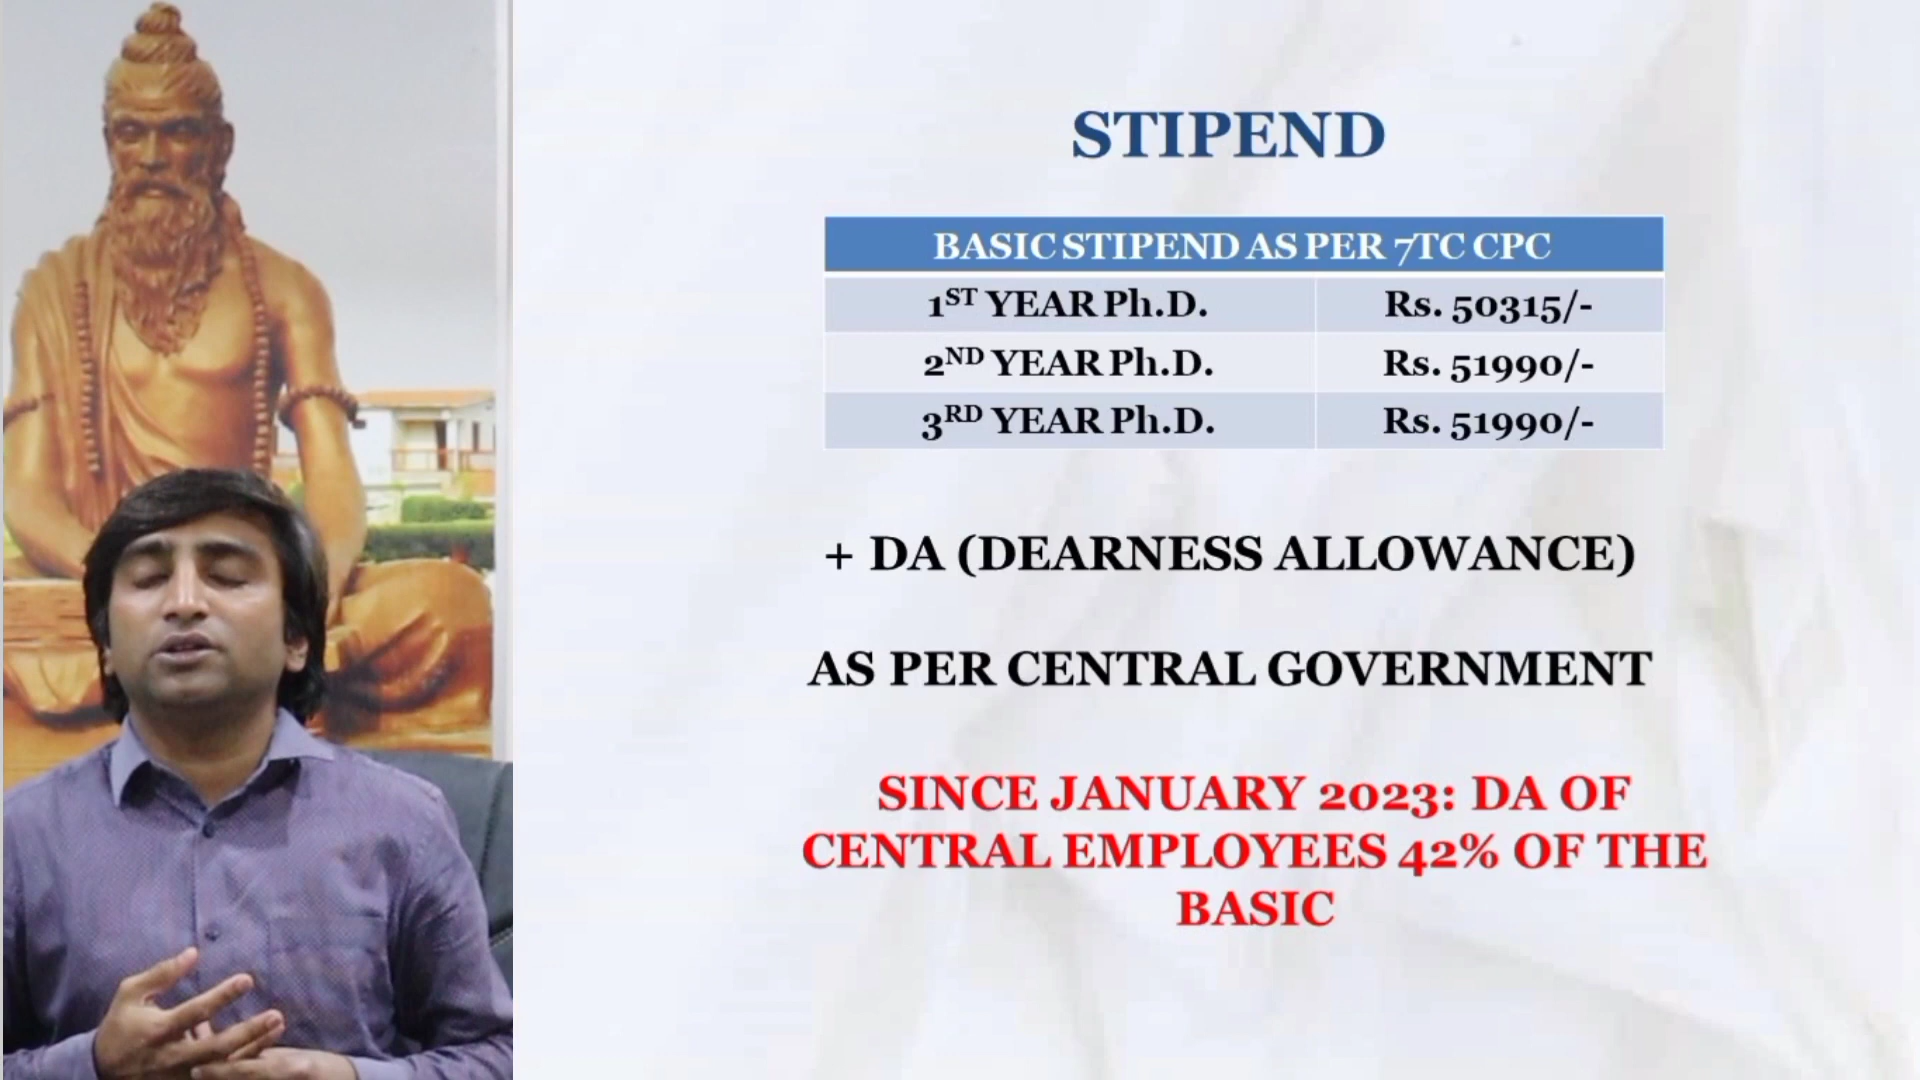 STIPEND
BASIC STIPEND AS PER 7TC CPC
1ST YEAR Ph.D. Rs. 50315/-
2ND YEAR Ph.D. Rs. 51990/-
3RD YEAR Ph.D. Rs. 51990/-
+ DA (DEARNESS ALLOWANCE)
AS PER CENTRAL GOVERNMENT
SINCE JANUARY 2023: DA OF
CENTRAL EMPLOYEES 42% OF THE
BASIC